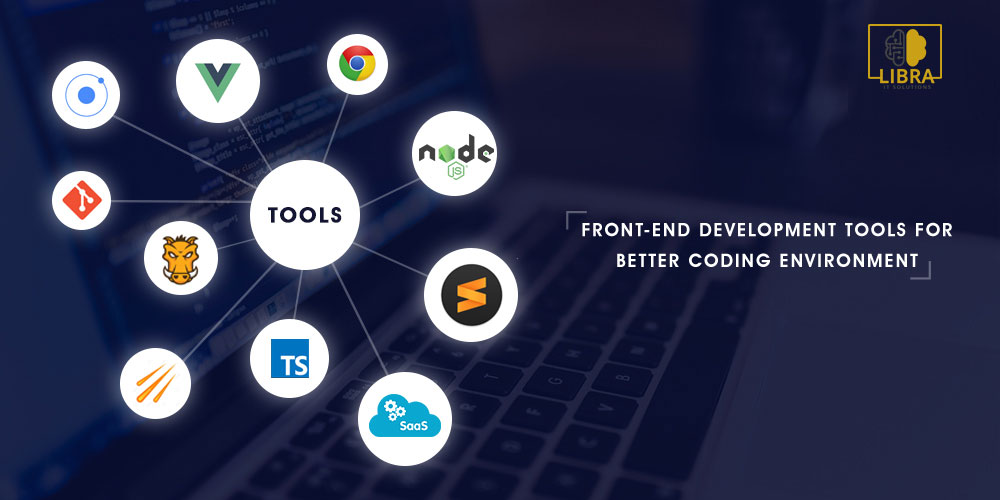 LIBRA
IT SOLUTIONS
node
JS
TOOLS
FRONT-END DEVELOPMENT TOOLS FOR
BETTER CODING ENVIRONMENT
TS
SaaS